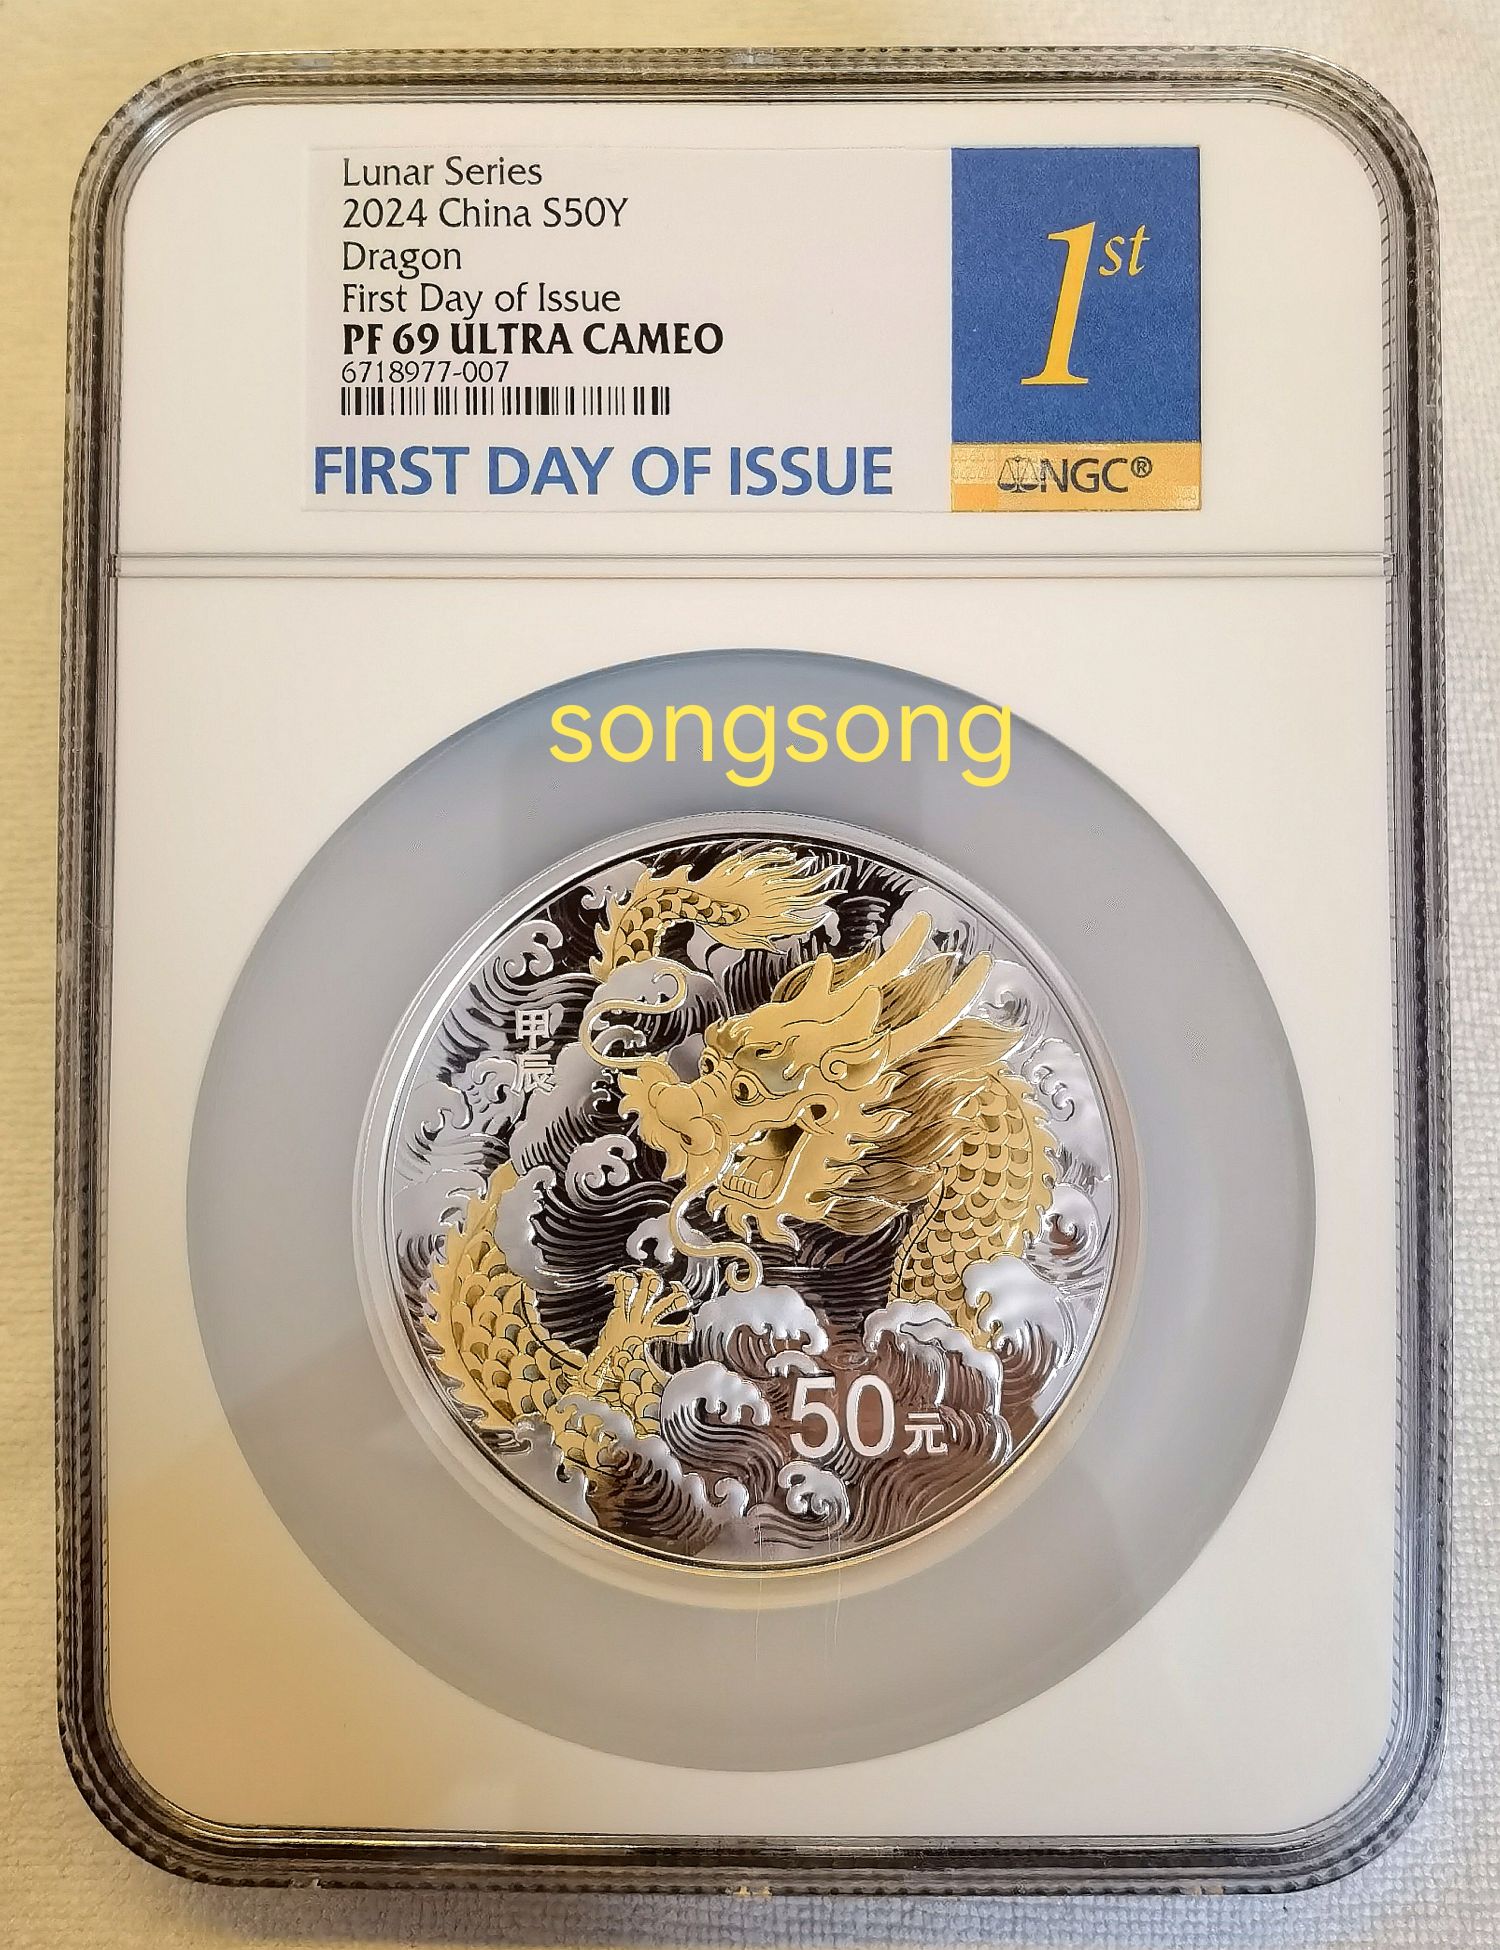 Lunar Series
2024 China S50Y
Dragon
First Day of Issue
PF 69 ULTRA CAMEO
6718977-007
FIRST DAY OF ISSUE
1st
NGC®
songsong
甲
辰
50元